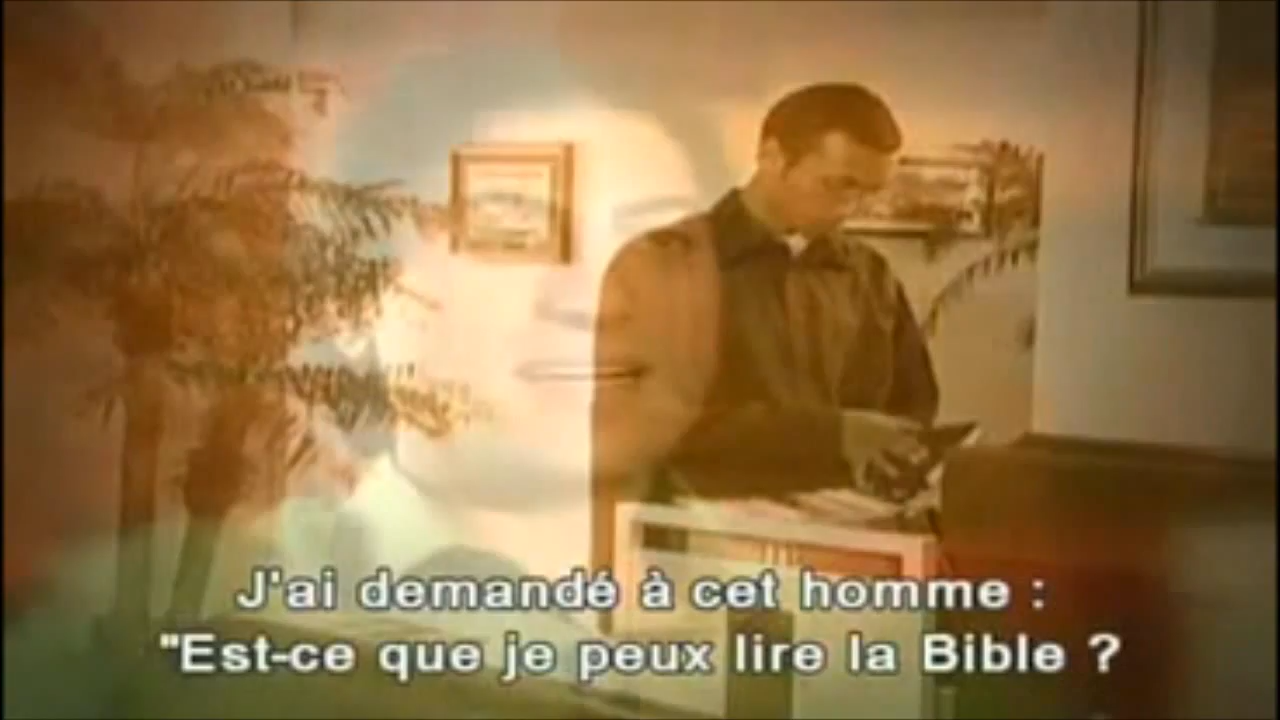 J'ai demandé à cet homme :
"Est-ce que je peux lire la Bible ?